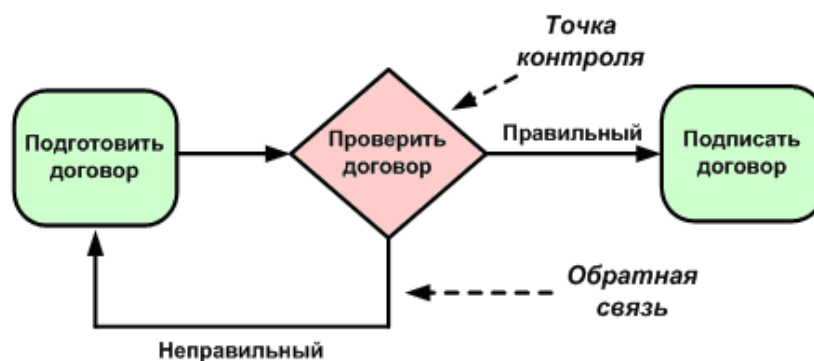 Точка
контроля
Подготовить
договор
Проверить
договор
Правильный
Подписать
договор
Обратная
связь
Неправильный